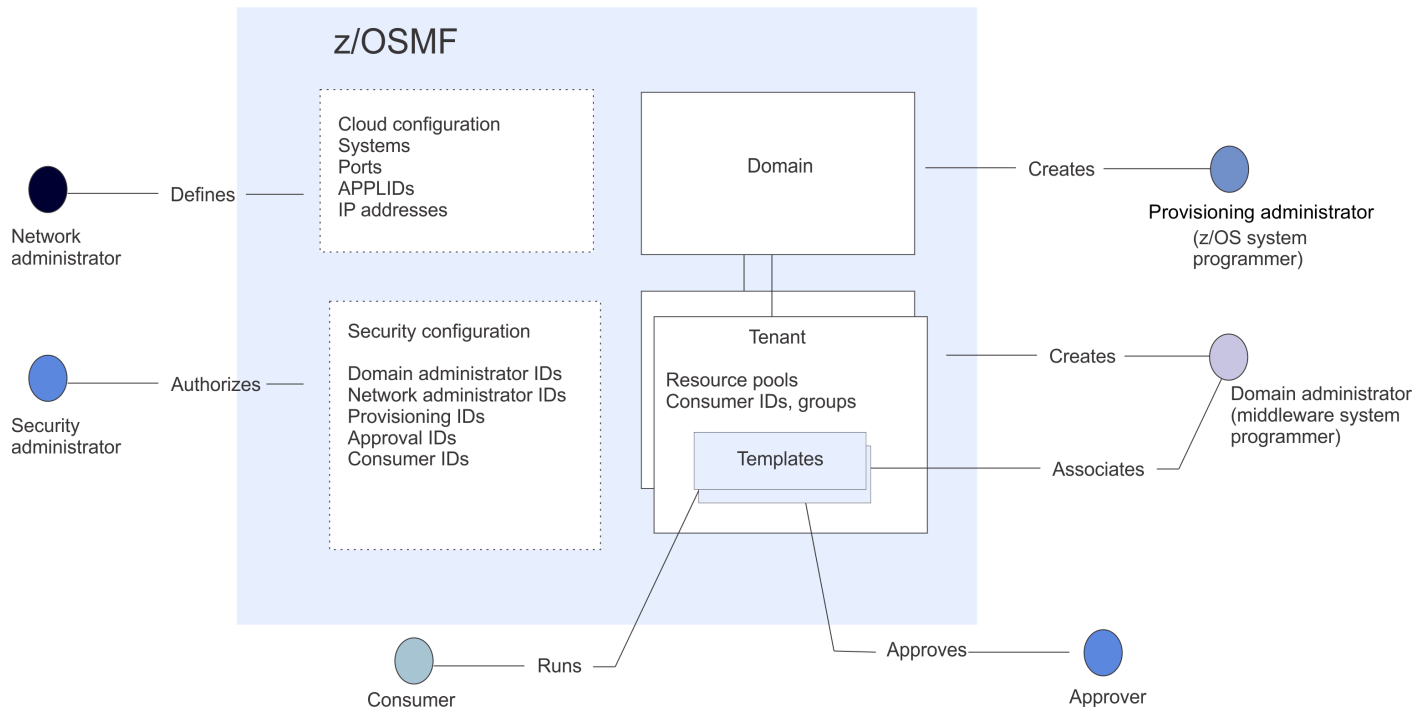 z/OSMF
Cloud configuration
Systems
Ports
APPLIDs
IP addresses
Domain
Creates
Provisioning administrator
(z/OS system
programmer)
Defines
Network
administrator
Security configuration
Domain administrator IDs
Network administrator IDs
Provisioning IDs
Approval IDs
Consumer IDs
Authorizes
Security
administrator
Tenant
Resource pools
Consumer IDs, groups
Templates
Creates
Domain administrator
(middleware system
programmer)
Associates
Runs
Consumer
Approves
Approver